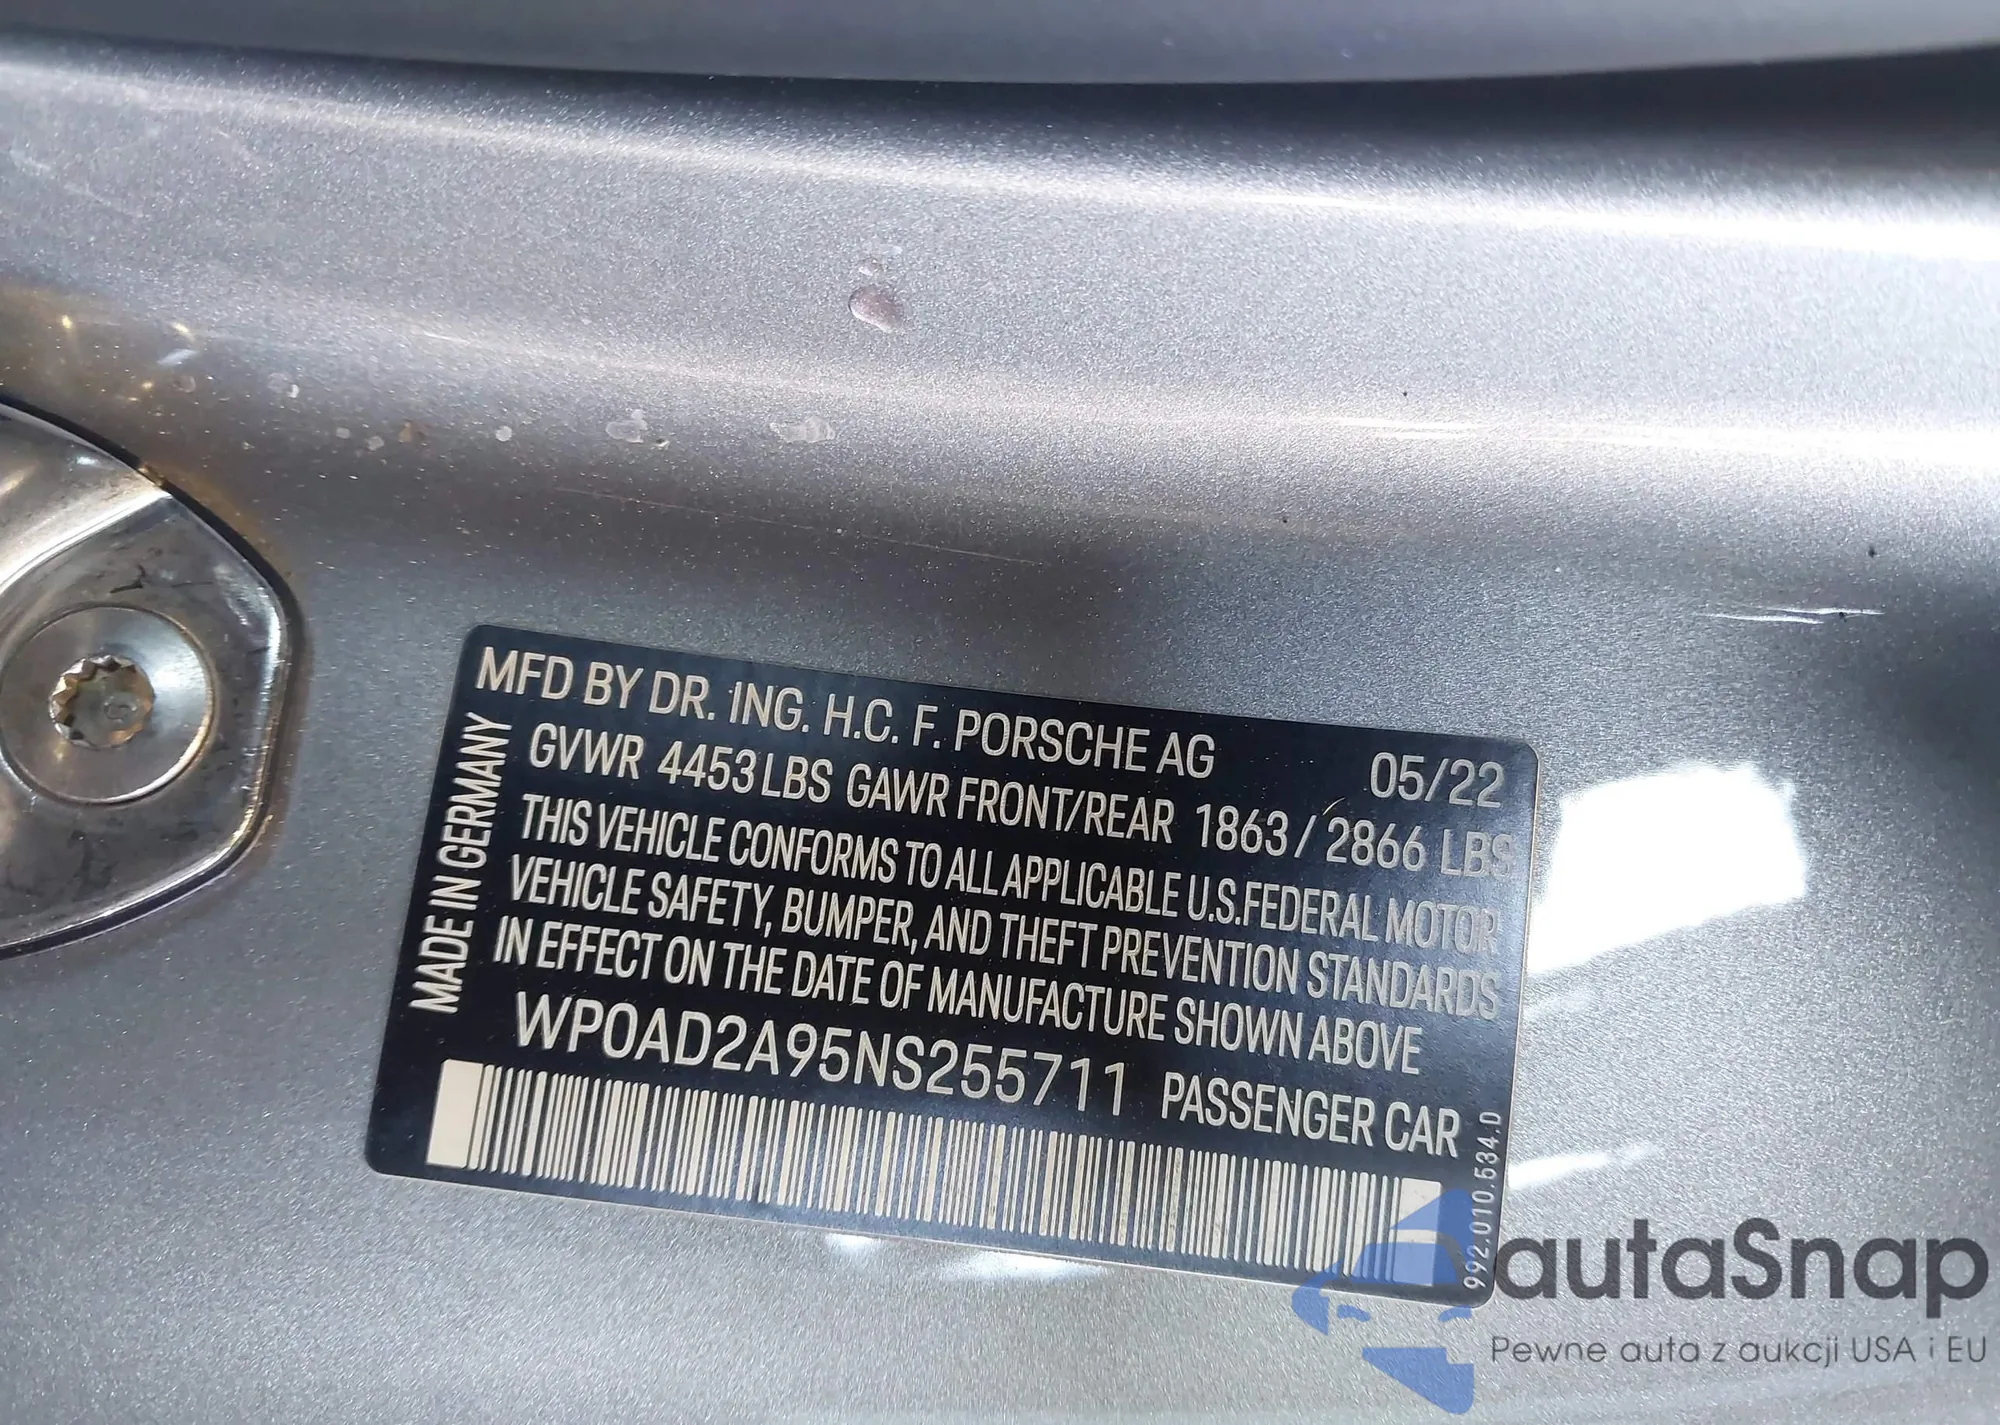 MFD BY DR. ING. H.C. F. PORSCHE AG 05/22
GVWR 4453 LBS GAWR FRONT/REAR 1863 / 2866 LBS
THIS VEHICLE CONFORMS TO ALL APPLICABLE U.S.FEDERAL MOTOR
VEHICLE SAFETY, BUMPER, AND THEFT PREVENTION STANDARDS
IN EFFECT ON THE DATE OF MANUFACTURE SHOWN ABOVE
WP0AD2A95NS255711 PASSENGER CAR
MADE IN GERMANY
992.010.534.D
autaSnap
Pewne auta z aukcji USA i EU